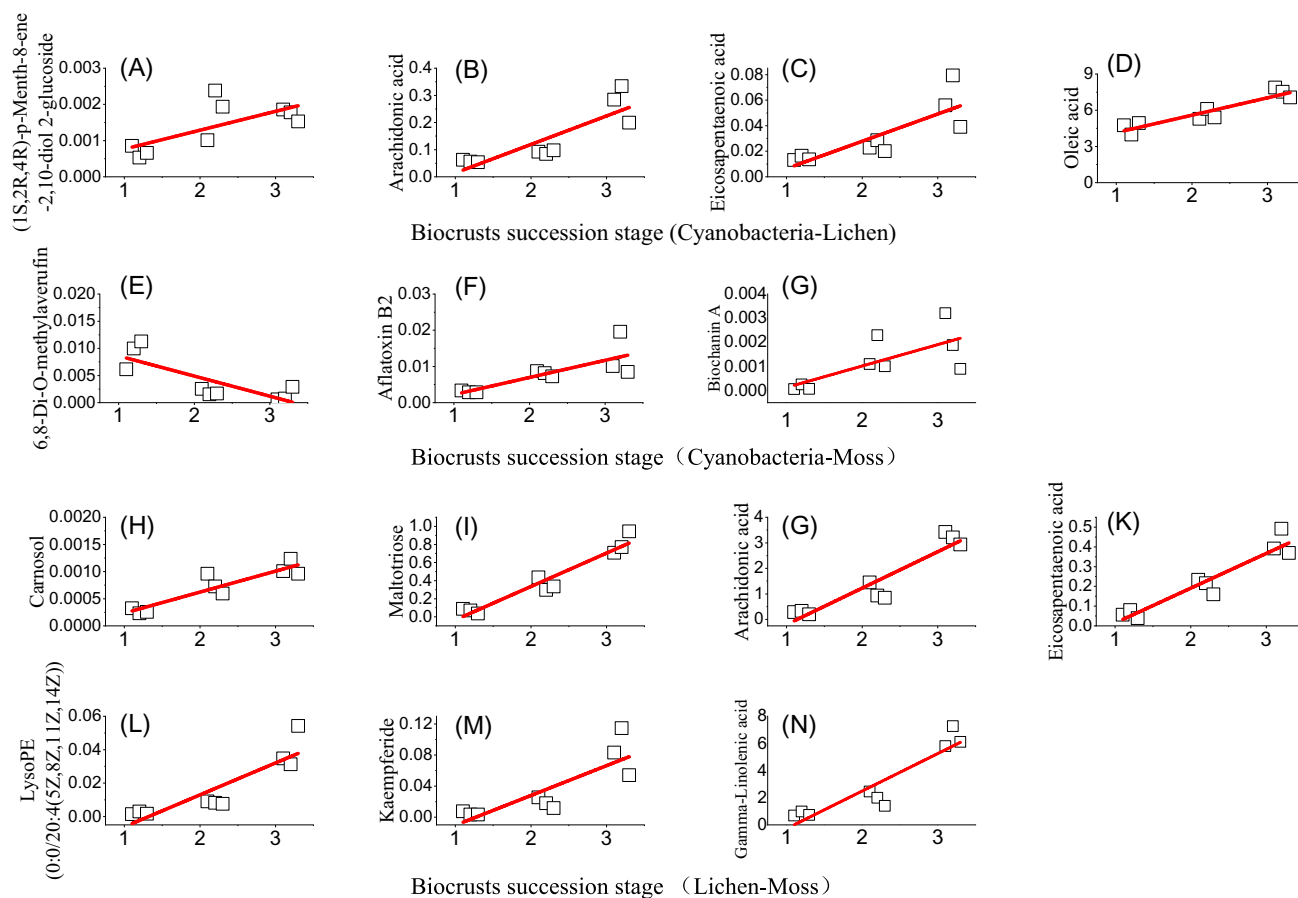 (1S,2R,4R)-p-Menth-8-ene
-2,10-diol 2-glucoside
(A)
0.003
0.002
0.001
0.000
1 2 3
Arachidonic acid
(B)
0.4
0.3
0.2
0.1
0.0
1 2 3
Eicosapentaenoic acid
(C)
0.08
0.06
0.04
0.02
0.00
1 2 3
Oleic acid
(D)
9
6
3
0
1 2 3
Biocrusts succession stage (Cyanobacteria-Lichen)
6,8-Di-O-methylaverufin
(E)
0.020
0.015
0.010
0.005
0.000
1 2 3
Aflatoxin B2
(F)
0.03
0.02
0.01
0.00
1 2 3
Biochanin A
(G)
0.004
0.003
0.002
0.001
0.000
1 2 3
Biocrusts succession stage（Cyanobacteria-Moss）
Carnosol
(H)
0.0020
0.0015
0.0010
0.0005
0.0000
1 2 3
Maltotriose
(I)
1.0
0.8
0.6
0.4
0.2
0.0
1 2 3
Arachidonic acid
(G)
4
3
2
1
0
1 2 3
Eicosapentaenoic acid
(K)
0.5
0.4
0.3
0.2
0.1
0.0
1 2 3
LysoPE
(0:0/20:4(5Z,8Z,11Z,14Z))
(L)
0.06
0.04
0.02
0.00
1 2 3
Kaempferide
(M)
0.12
0.08
0.04
0.00
1 2 3
Gamma-Linolenic acid
(N)
8
6
4
2
0
1 2 3
Biocrusts succession stage （Lichen-Moss）